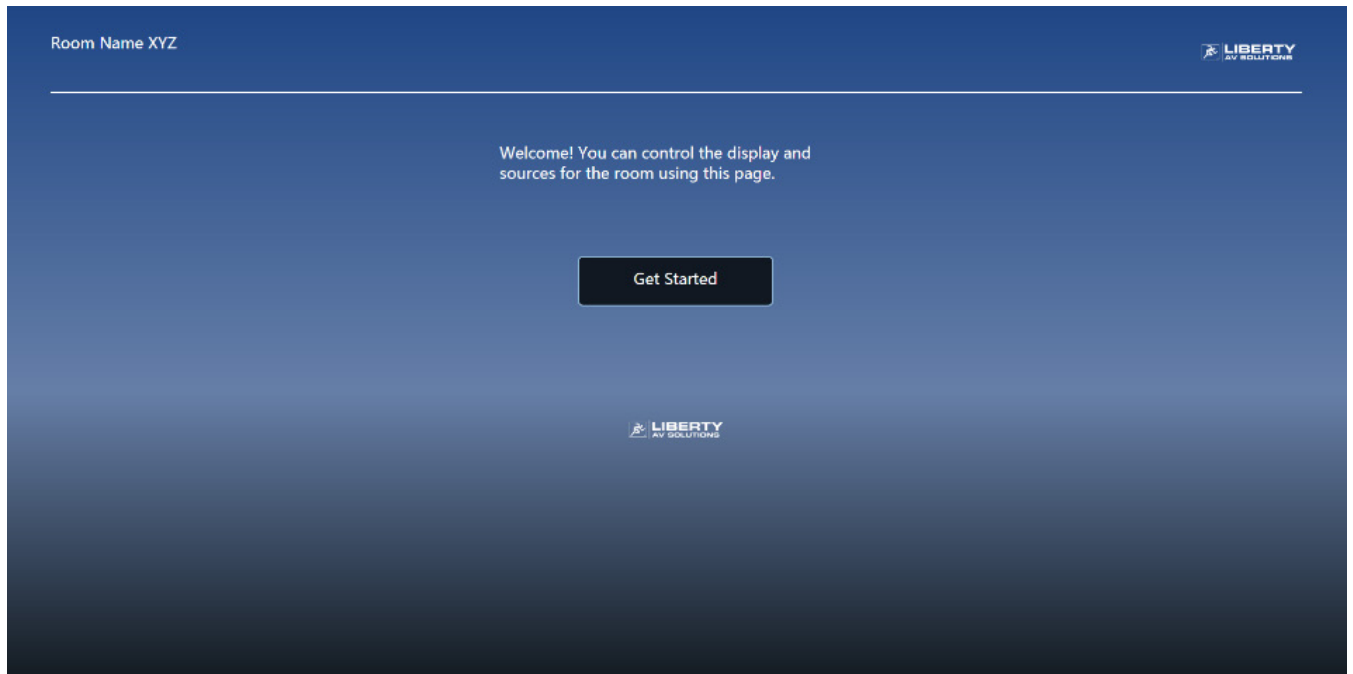 Room Name XYZ
LIBERTY
AV SOLUTIONS
Welcome! You can control the display and
sources for the room using this page.
Get Started
LIBERTY
AV SOLUTIONS